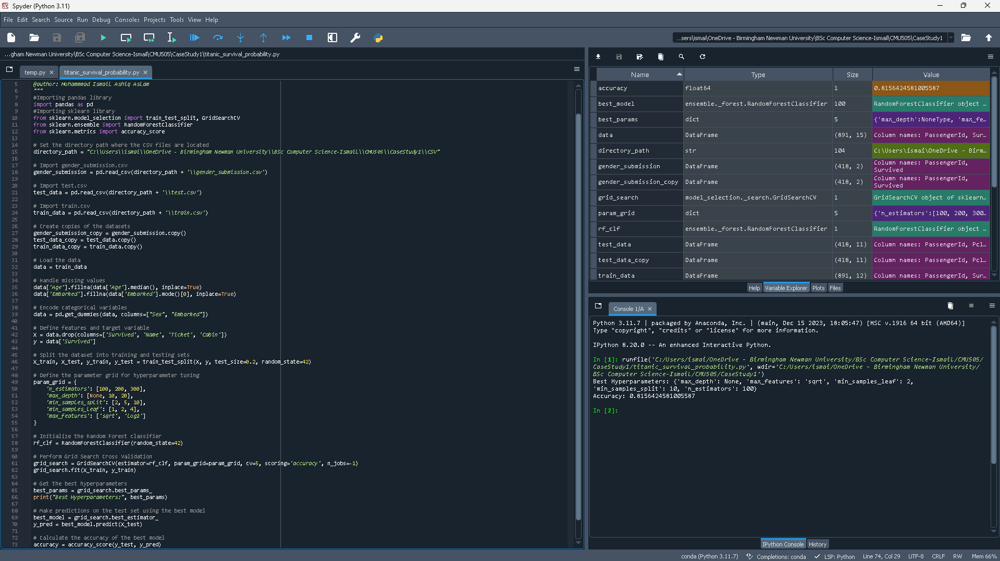 Spyder (Python 3.11)
File Edit Search Source Run Debug Consoles Projects Tools View Help
...sers\ismai\OneDrive - Birmingham Newman University\BSc Computer Science-Ismail\CMU505\CaseStudy1
...gham Newman University\BSc Computer Science-Ismail\CMU505\CaseStudy1\titanic_survival_probability.py
temp.py
titanic_survival_probability.py
5 @author: Mohammmad Ismail Ashiq Aslam
6 """
7 #Importing pandas library
8 import pandas as pd
9 #Importing sklearn library
10 from sklearn.model_selection import train_test_split, GridSearchCV
11 from sklearn.ensemble import RandomForestClassifier
12 from sklearn.metrics import accuracy_score
13
14 # Set the directory path where the CSV files are located
15 directory_path = "C:\\Users\\ismai\\OneDrive - Birmingham Newman University\\BSc Computer Science-Ismail\\CMU505\\CaseStudy1\\CSV"
16
17 # Import gender_submission.csv
18 gender_submission = pd.read_csv(directory_path + '\\gender_submission.csv')
19
20 # Import test.csv
21 test_data = pd.read_csv(directory_path + '\\test.csv')
22
23 # Import train.csv
24 train_data = pd.read_csv(directory_path + '\\train.csv')
25
26 # Create copies of the datasets
27 gender_submission_copy = gender_submission.copy()
28 test_data_copy = test_data.copy()
29 train_data_copy = train_data.copy()
30
31 # Load the data
32 data = train_data
33
34 # Handle missing values
35 data['Age'].fillna(data['Age'].median(), inplace=True)
36 data['Embarked'].fillna(data['Embarked'].mode()[0], inplace=True)
37
38 # Encode categorical variables
39 data = pd.get_dummies(data, columns=["Sex", "Embarked"])
40
41 # Define features and target variable
42 X = data.drop(columns=['Survived', 'Name', 'Ticket', 'Cabin'])
43 y = data['Survived']
44
45 # Split the dataset into training and testing sets
46 X_train, X_test, y_train, y_test = train_test_split(X, y, test_size=0.2, random_state=42)
47
48 # Define the parameter grid for hyperparameter tuning
49 param_grid = {
50 'n_estimators': [100, 200, 300],
51 'max_depth': [None, 10, 20],
52 'min_samples_split': [2, 5, 10],
53 'min_samples_leaf': [1, 2, 4],
54 'max_features': ['sqrt', 'log2']
55 }
56
57 # Initialize the Random Forest classifier
58 rf_clf = RandomForestClassifier(random_state=42)
59
60 # Perform Grid Search Cross Validation
61 grid_search = GridSearchCV(estimator=rf_clf, param_grid=param_grid, cv=5, scoring='accuracy', n_jobs=-1)
62 grid_search.fit(X_train, y_train)
63
64 # Get the best hyperparameters
65 best_params = grid_search.best_params_
66 print("Best Hyperparameters:", best_params)
67
68 # Make predictions on the test set using the best model
69 best_model = grid_search.best_estimator_
70 y_pred = best_model.predict(X_test)
71
72 # Calculate the accuracy of the best model
73 accuracy = accuracy_score(y_test, y_pred)
Name Type Size Value
accuracy float64 1 0.8156424581005587
best_model ensemble._forest.RandomForestClassifier 100 RandomForestClassifier object …
best_params dict 5 {'max_depth':NoneType, 'max_fe…
data DataFrame (891, 15) Column names: PassengerId, Sur…
directory_path str 104 C:\Users\ismai\OneDrive - Birm…
gender_submission DataFrame (418, 2) Column names: PassengerId, Survived
gender_submission_copy DataFrame (418, 2) Column names: PassengerId, Survived
grid_search model_selection._search.GridSearchCV 1 GridSearchCV object of sklearn…
param_grid dict 5 {'n_estimators':[100, 200, 300…
rf_clf ensemble._forest.RandomForestClassifier 1 RandomForestClassifier object …
test_data DataFrame (418, 11) Column names: PassengerId, Pcl…
test_data_copy DataFrame (418, 11) Column names: PassengerId, Pcl…
train_data DataFrame (891, 12) Column names: PassengerId, Sur…
Help Variable Explorer Plots Files
Console 1/A
Python 3.11.7 | packaged by Anaconda, Inc. | (main, Dec 15 2023, 18:05:47) [MSC v.1916 64 bit (AMD64)]
Type "copyright", "credits" or "license" for more information.
IPython 8.20.0 -- An enhanced Interactive Python.
In [1]: runfile('C:/Users/ismai/OneDrive - Birmingham Newman University/BSc Computer Science-Ismail/CMU505/
CaseStudy1/titanic_survival_probability.py', wdir='C:/Users/ismai/OneDrive - Birmingham Newman University/
BSc Computer Science-Ismail/CMU505/CaseStudy1')
Best Hyperparameters: {'max_depth': None, 'max_features': 'sqrt', 'min_samples_leaf': 2,
'min_samples_split': 10, 'n_estimators': 100}
Accuracy: 0.8156424581005587
In [2]:
IPython Console History
conda (Python 3.11.7) Completions: conda LSP: Python Line 74, Col 29 UTF-8 CRLF RW Mem 66%